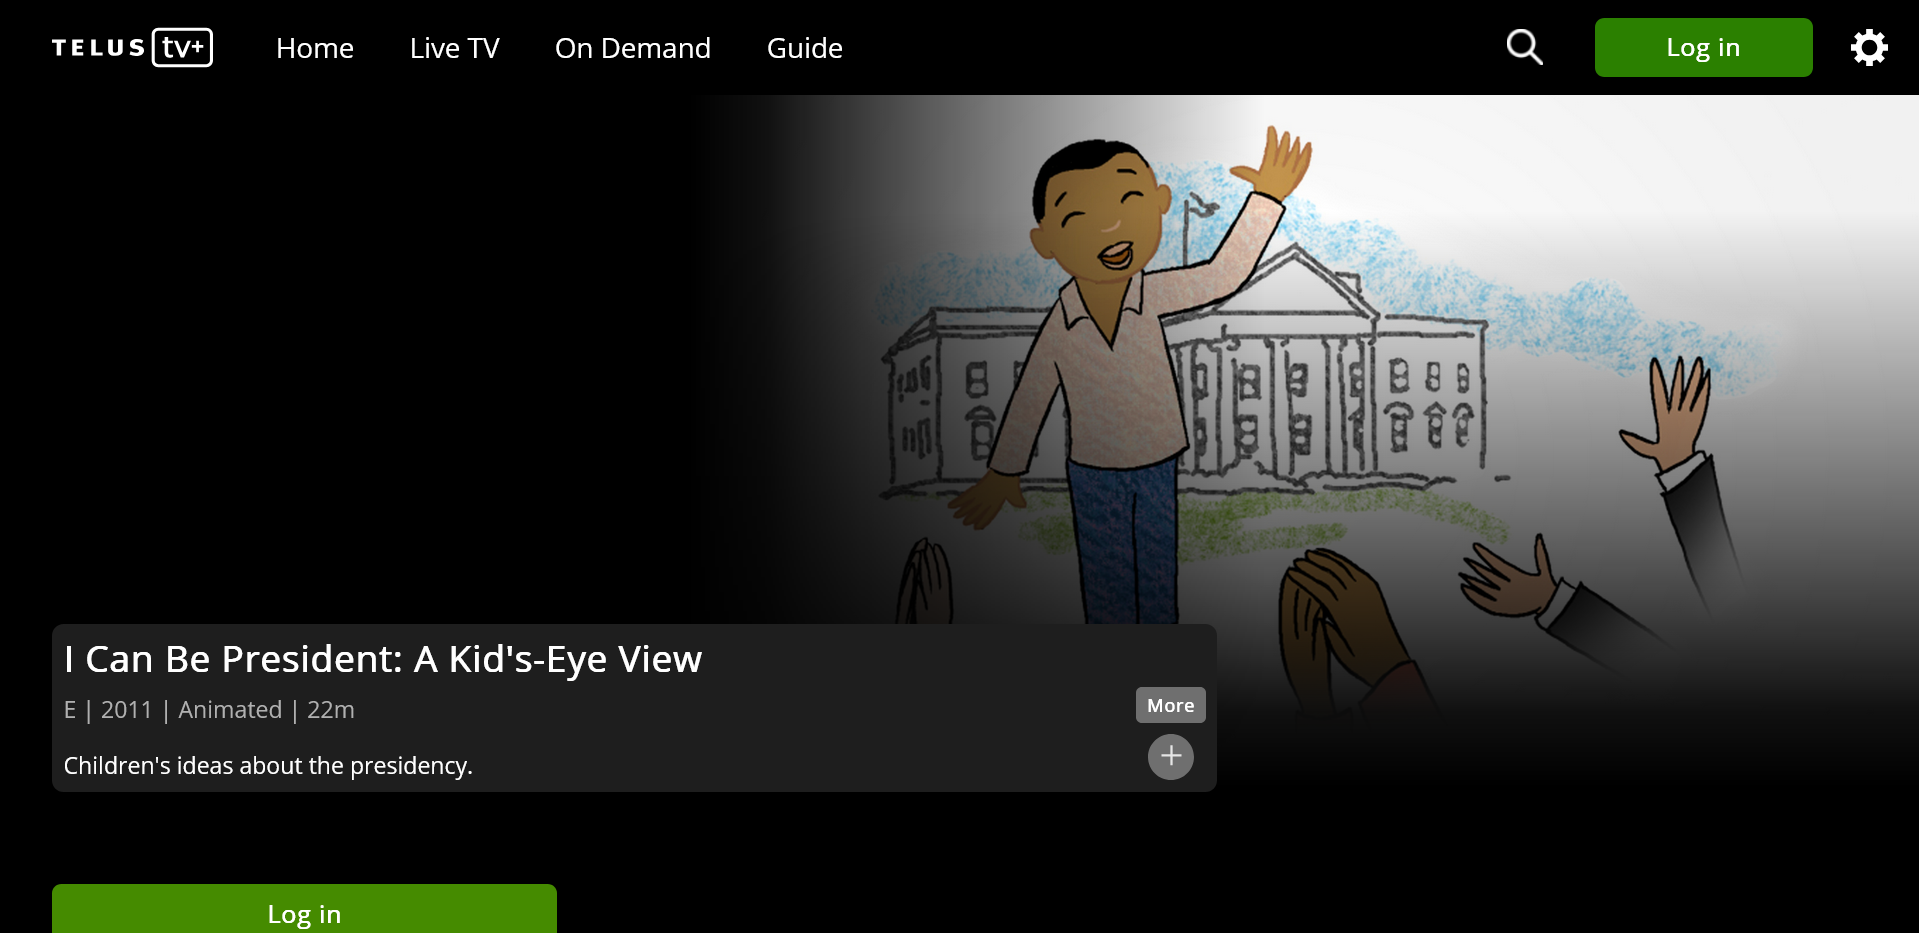 TELUS tv+ Home Live TV On Demand Guide Log in
I Can Be President: A Kid's-Eye View
E | 2011 | Animated | 22m
More
Children's ideas about the presidency.
Log in